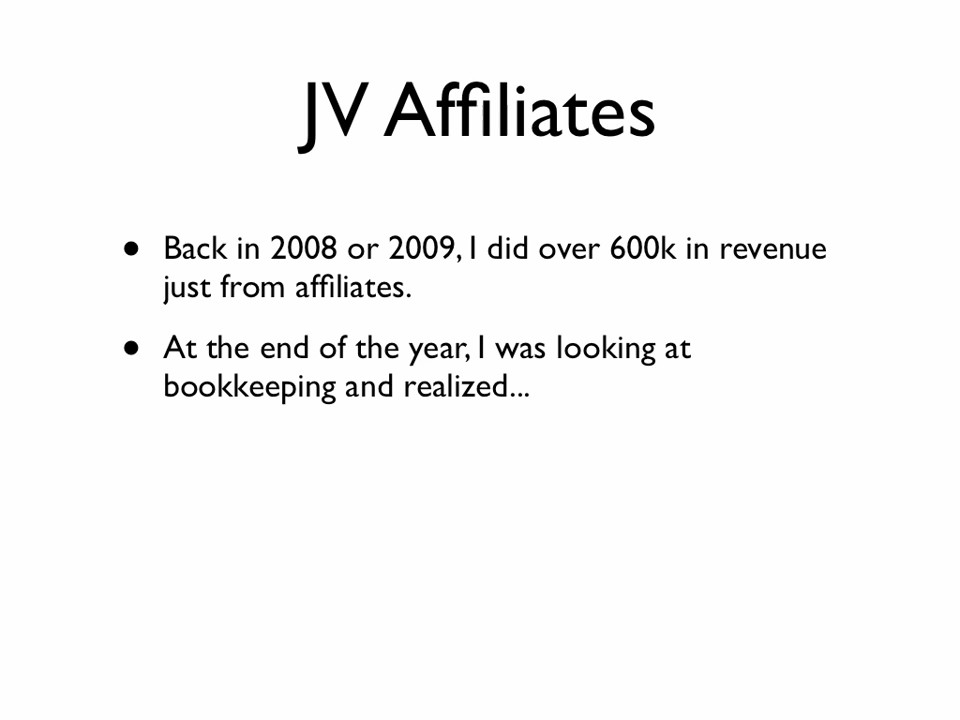 JV Affiliates
• Back in 2008 or 2009, I did over 600k in revenue
just from affiliates.
• At the end of the year, I was looking at
bookkeeping and realized...